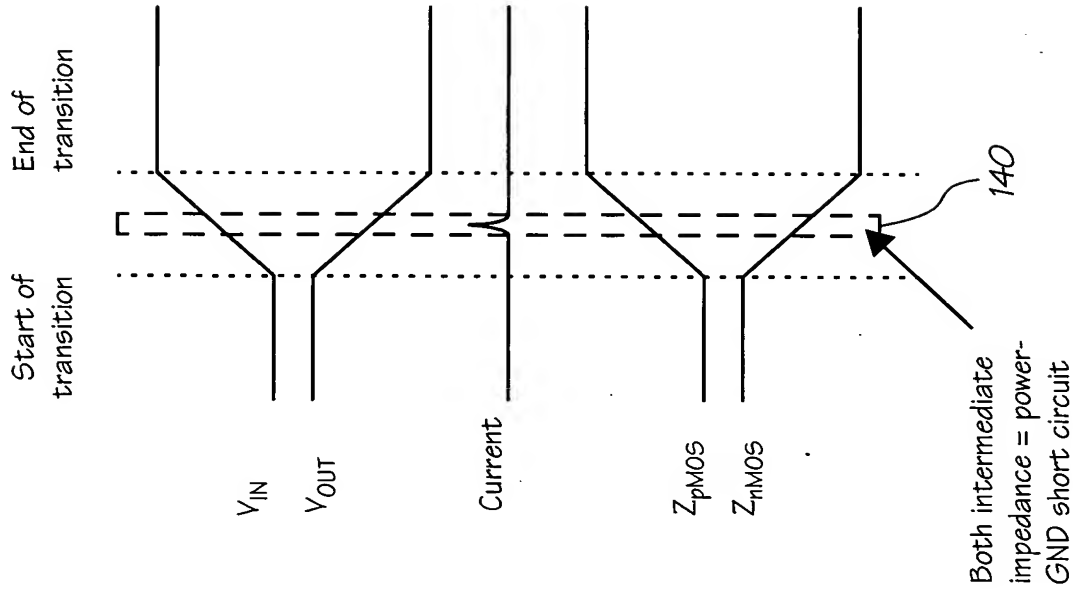 Start of
transition
End of
transition
V_IN
V_OUT
Current
Z_pMOS
Z_nMOS
140
Both intermediate
impedance = power-
GND short circuit